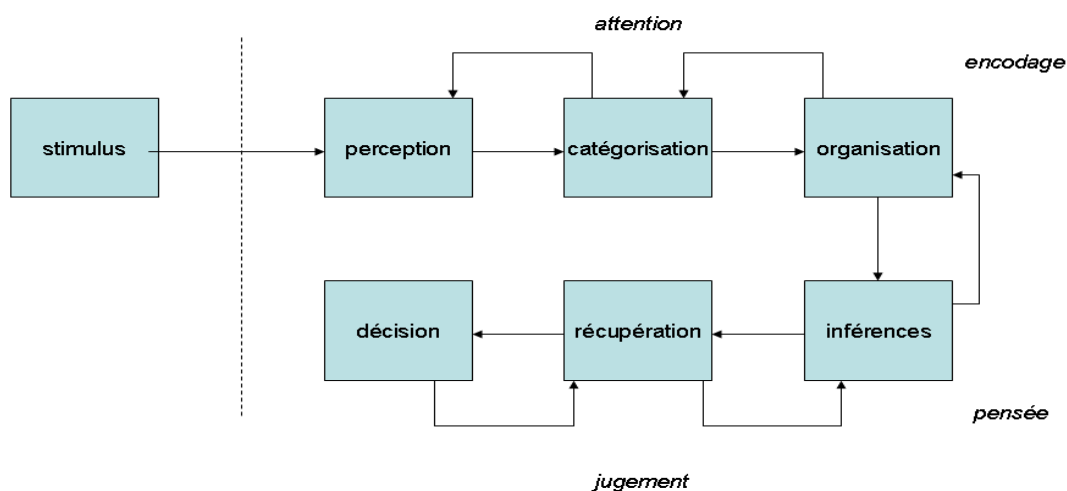 attention
encodage
stimulus
perception
catégorisation
organisation
décision
récupération
inférences
pensée
jugement